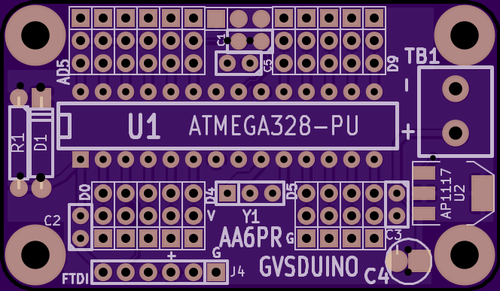 C1
C5
AD5
D9
TB1
-
U1 ATMEGA328-PU
+
R1
D1
AP1117
U2
D0
D4
D5
C2
V
Y1
C3
AA6PR
G
+
G
GVSDUINO
FTDI
J4
C4